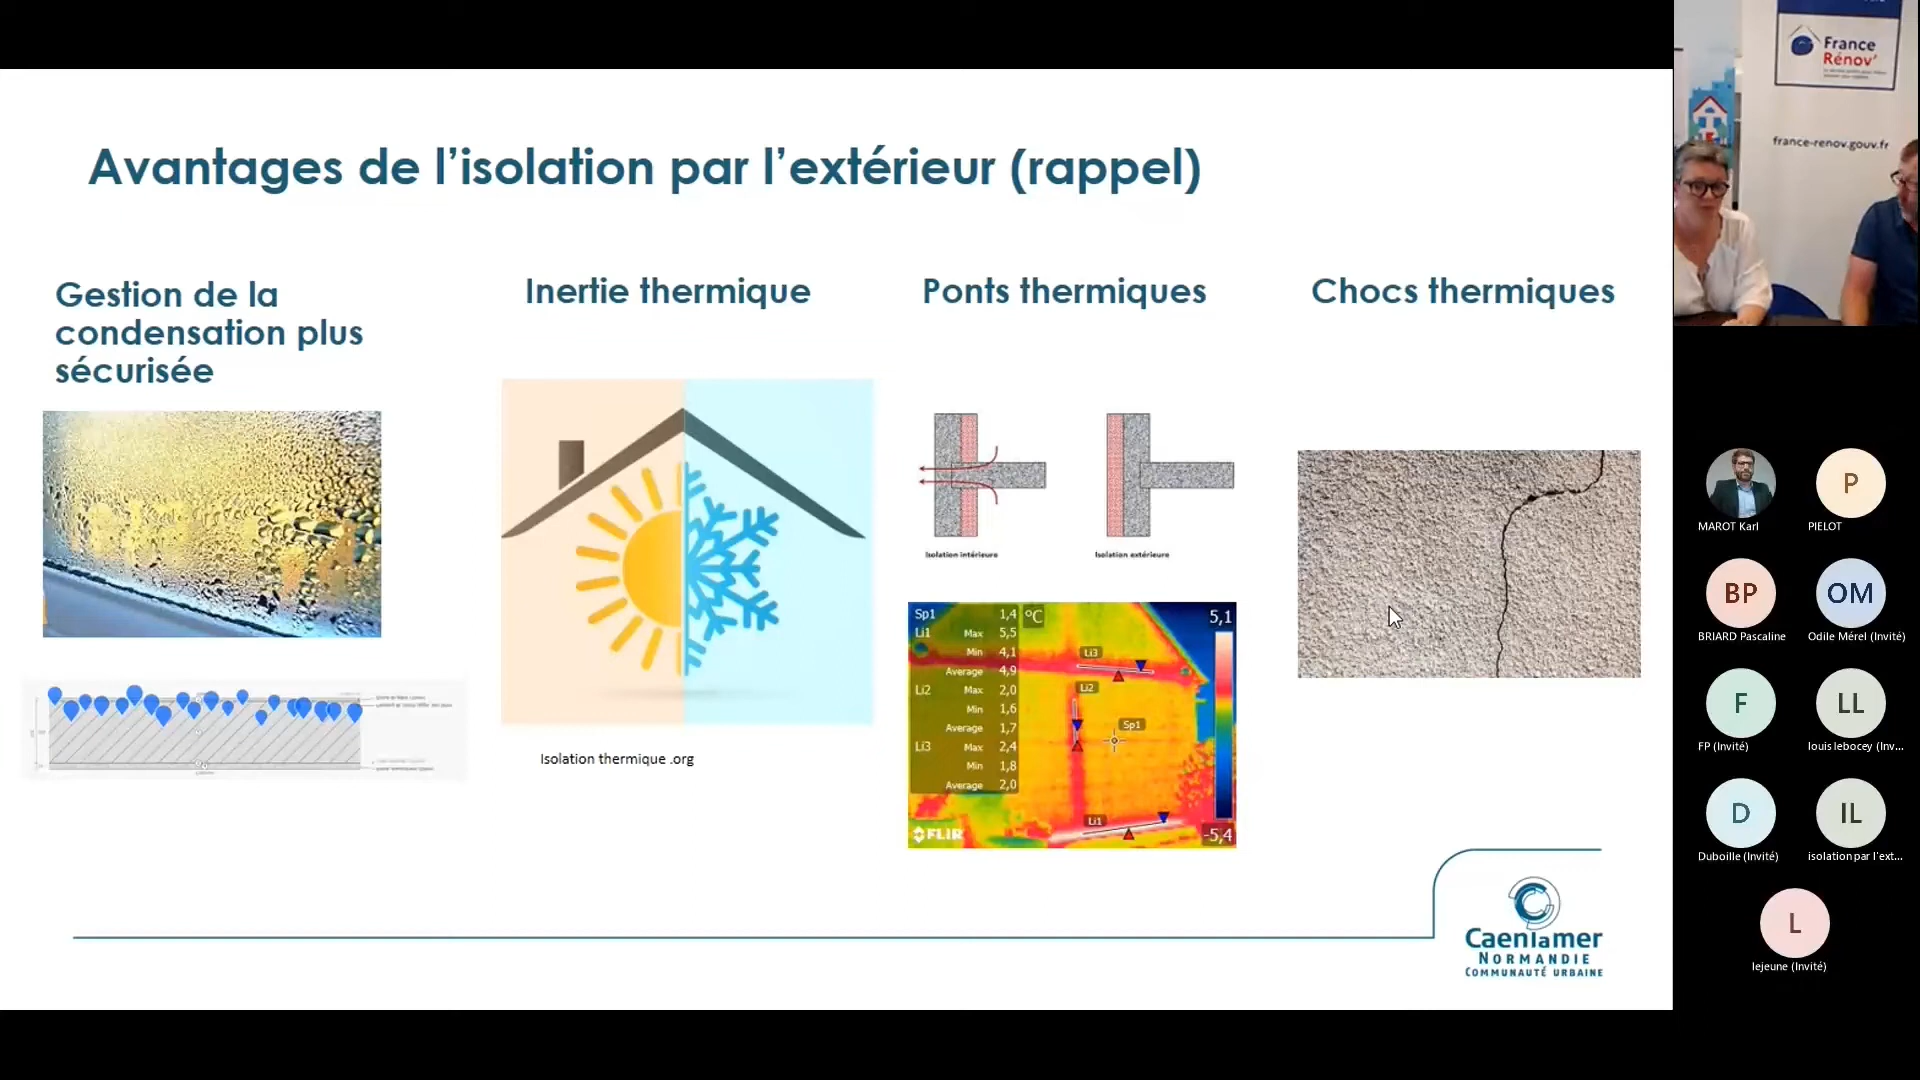 Avantages de l’isolation par l’extérieur (rappel)
Gestion de la
condensation plus
sécurisée
Inertie thermique
Ponts thermiques
Chocs thermiques
Isolation intérieure
Isolation extérieure
Isolation thermique .org
Sp1 1,4 °C 5,1
Li1 Max 5,5
Min 4,1
Average 4,9
Li2 Max 2,0
Min 1,6
Average 1,7
Li3 Max 2,4
Min 1,8
Average 2,0
Li3
Li2
Sp1
Li1
FLIR
-5,4
Caenlamer
NORMANDIE
COMMUNAUTÉ URBAINE
France
Rénov'
france-renov.gouv.fr
MAROT Karl
P
PIELOT
BP
BRIARD Pascaline
OM
Odile Mérel (Invité)
F
FP (Invité)
LL
louis lebocey (Inv...
D
Duboille (Invité)
IL
isolation par l'ext...
L
lejeune (Invité)